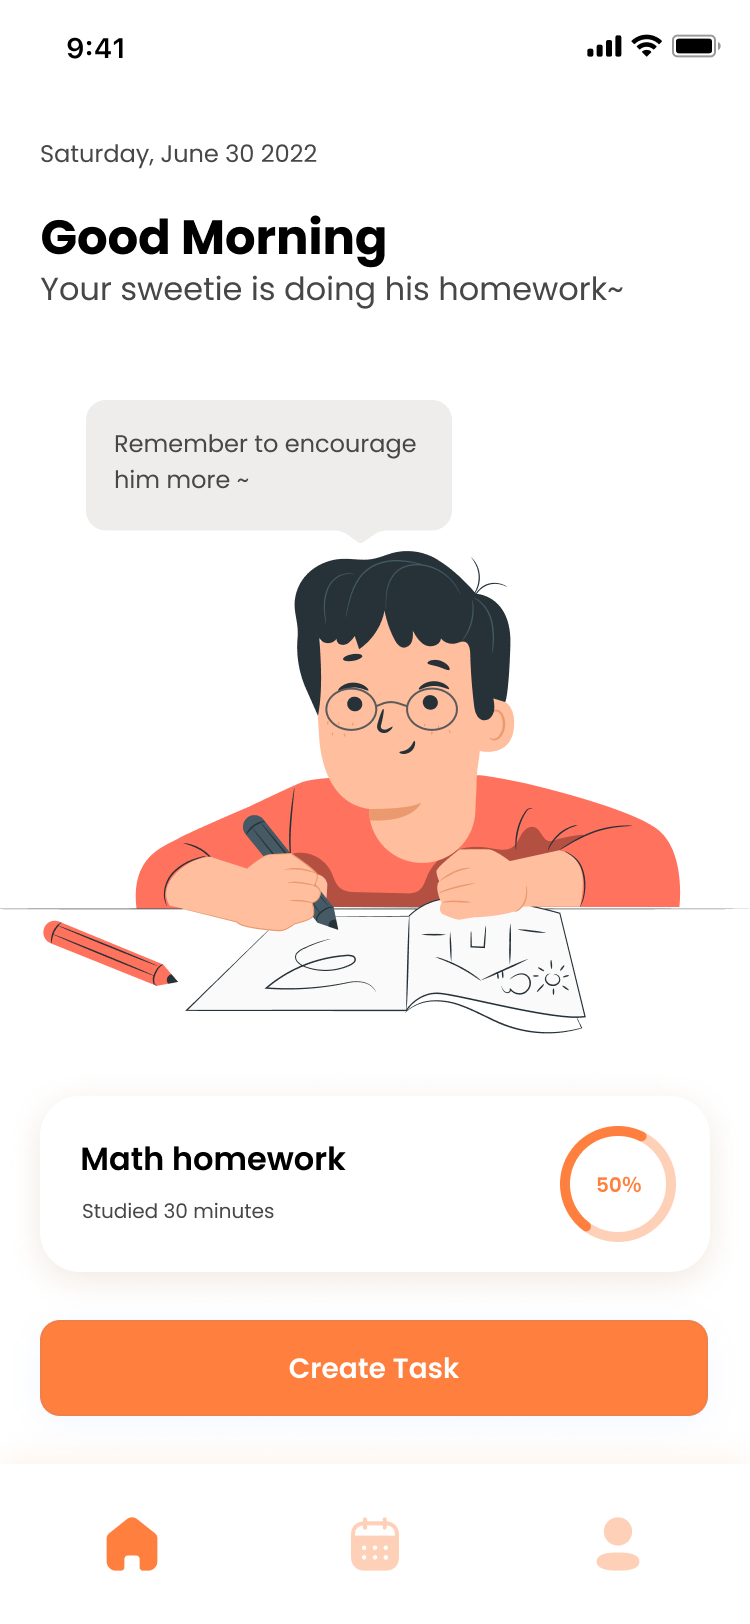 9:41
Saturday, June 30 2022
Good Morning
Your sweetie is doing his homework~
Remember to encourage
him more ~
Math homework
Studied 30 minutes
50%
Create Task